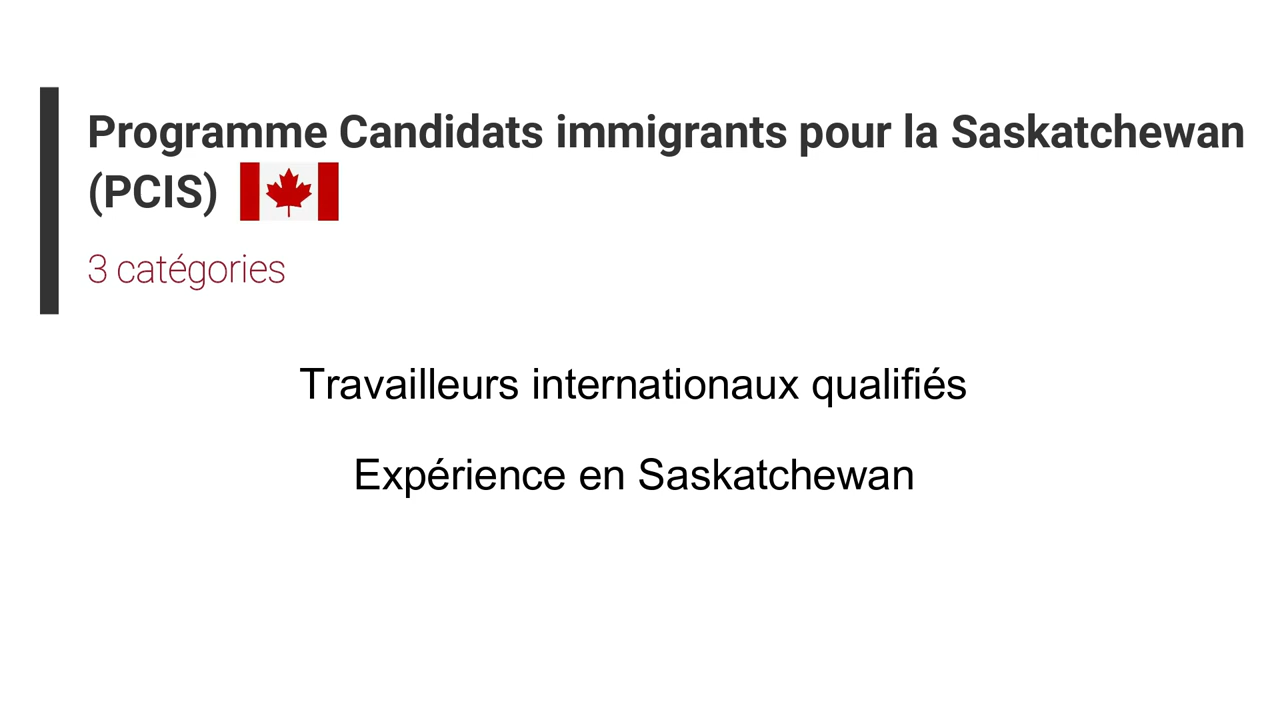 Programme Candidats immigrants pour la Saskatchewan
(PCIS)
3 catégories
Travailleurs internationaux qualifiés
Expérience en Saskatchewan